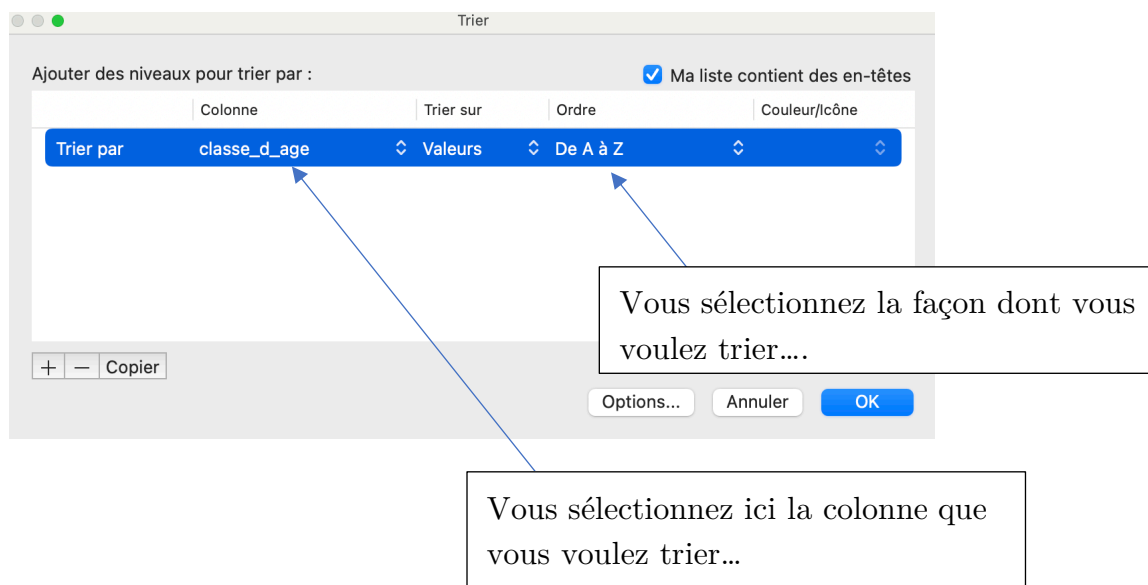 Trier
Ajouter des niveaux pour trier par :
Ma liste contient des en-têtes
Colonne Trier sur Ordre Couleur/Icône
Trier par classe_d_age Valeurs De A à Z
Vous sélectionnez la façon dont vous
voulez trier….
+ − Copier
Options... Annuler OK
Vous sélectionnez ici la colonne que
vous voulez trier…